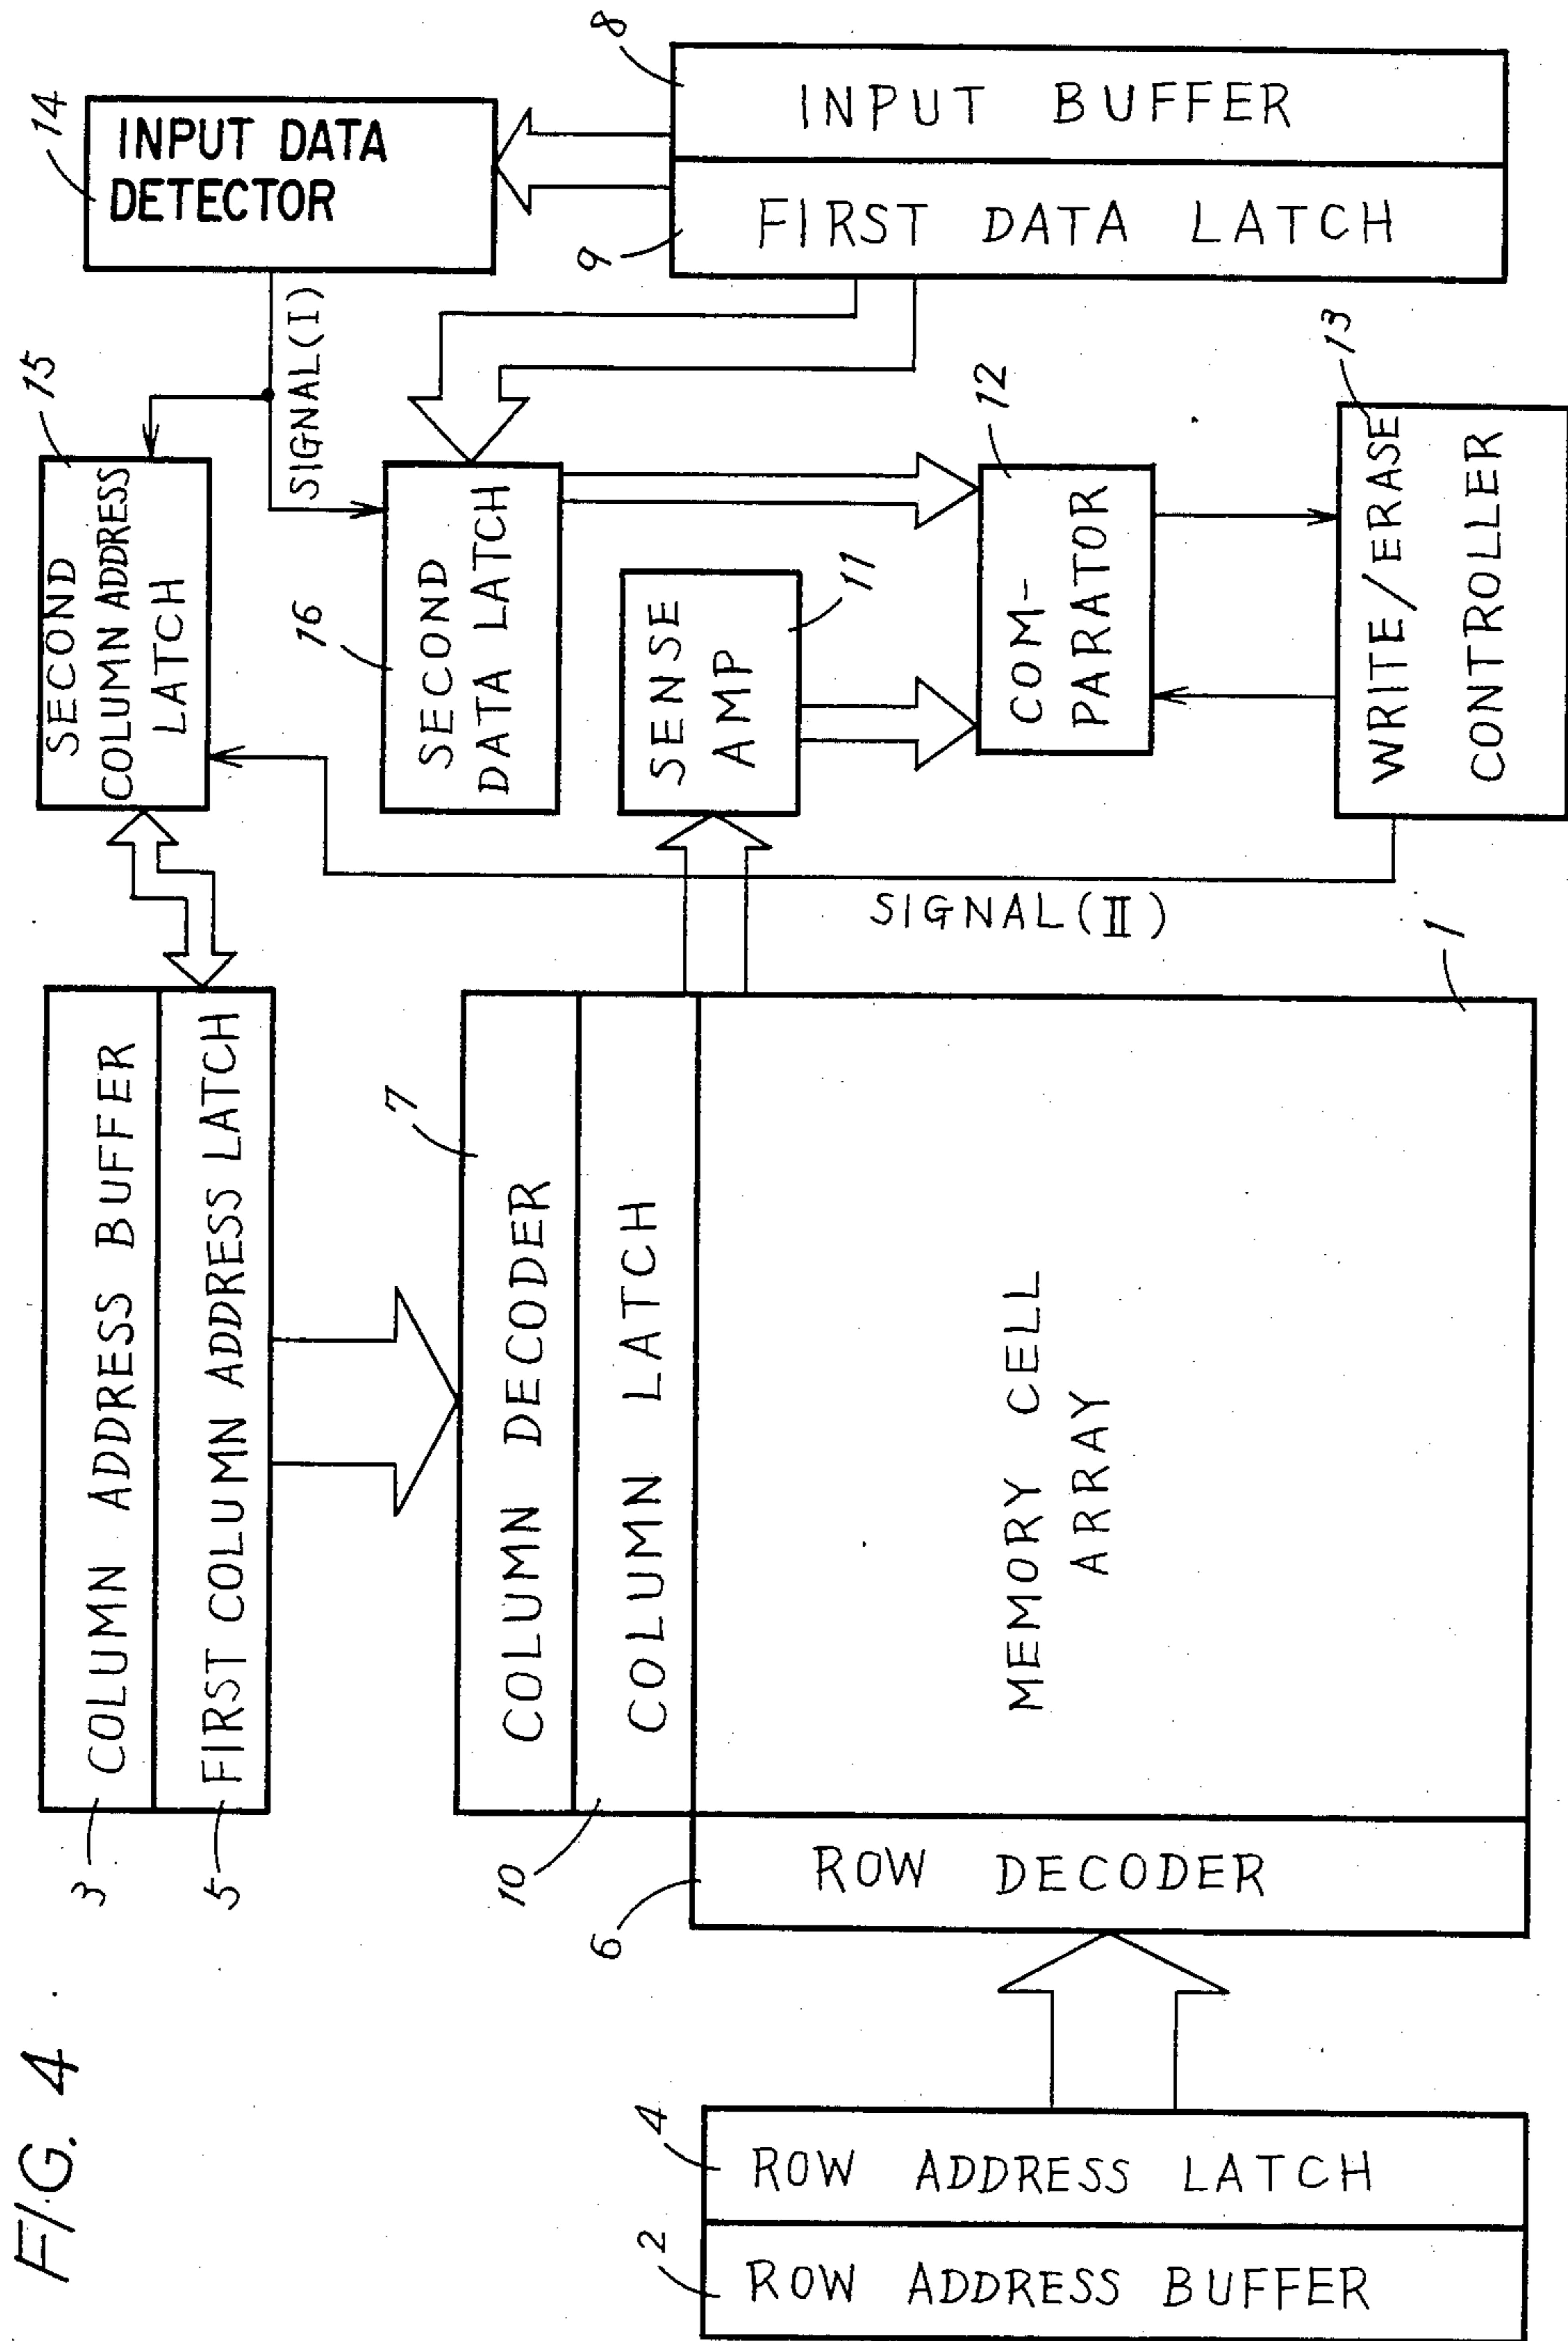 FIG. 4
3
COLUMN ADDRESS BUFFER
5
FIRST COLUMN ADDRESS LATCH
15
SECOND
COLUMN ADDRESS
LATCH
14
INPUT DATA
DETECTOR
SIGNAL(I)
16
SECOND
DATA LATCH
7
COLUMN DECODER
10
COLUMN LATCH
SENSE
AMP
11
8
INPUT BUFFER
9
FIRST DATA LATCH
2
ROW ADDRESS BUFFER
4
ROW ADDRESS LATCH
6
ROW DECODER
MEMORY CELL
ARRAY
1
SIGNAL(II)
12
COM-
PARATOR
13
WRITE/ERASE
CONTROLLER